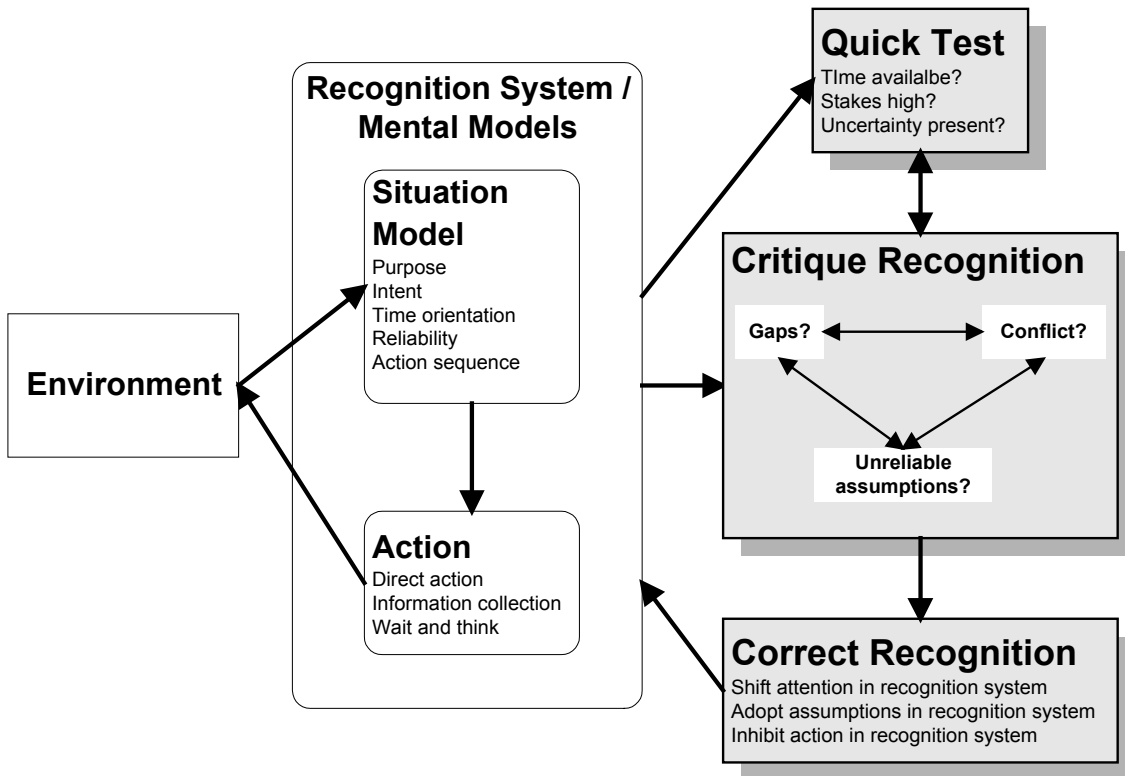 Quick Test
TIme availalbe?
Stakes high?
Uncertainty present?
Recognition System /
Mental Models
Situation
Model
Purpose
Intent
Time orientation
Reliability
Action sequence
Environment
Critique Recognition
Gaps?
Conflict?
Unreliable
assumptions?
Action
Direct action
Information collection
Wait and think
Correct Recognition
Shift attention in recognition system
Adopt assumptions in recognition system
Inhibit action in recognition system